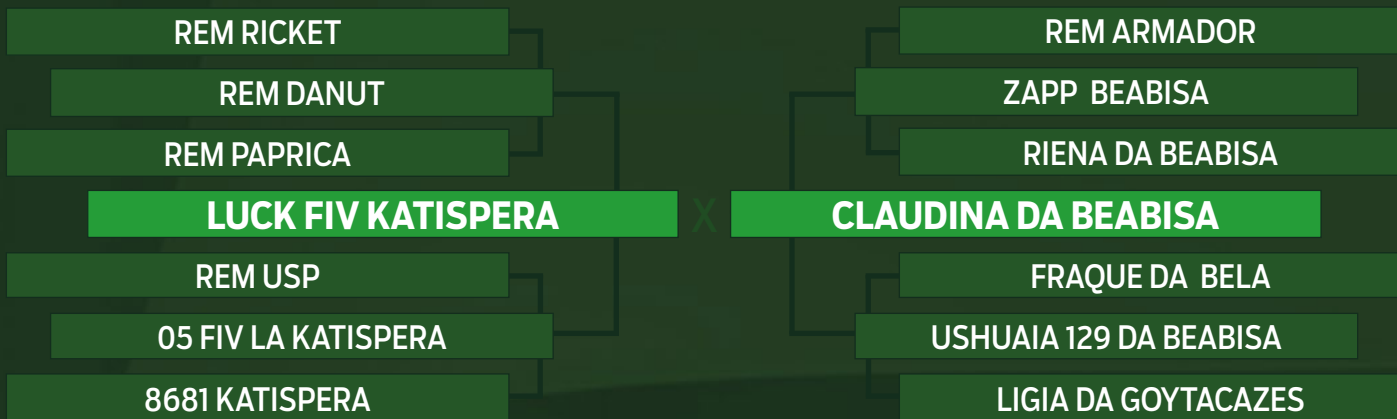 REM RICKET
REM DANUT
REM PAPRICA
LUCK FIV KATISPERA
REM USP
05 FIV LA KATISPERA
8681 KATISPERA
X
REM ARMADOR
ZAPP BEABISA
RIENA DA BEABISA
CLAUDINA DA BEABISA
FRAQUE DA BELA
USHUAIA 129 DA BEABISA
LIGIA DA GOYTACAZES